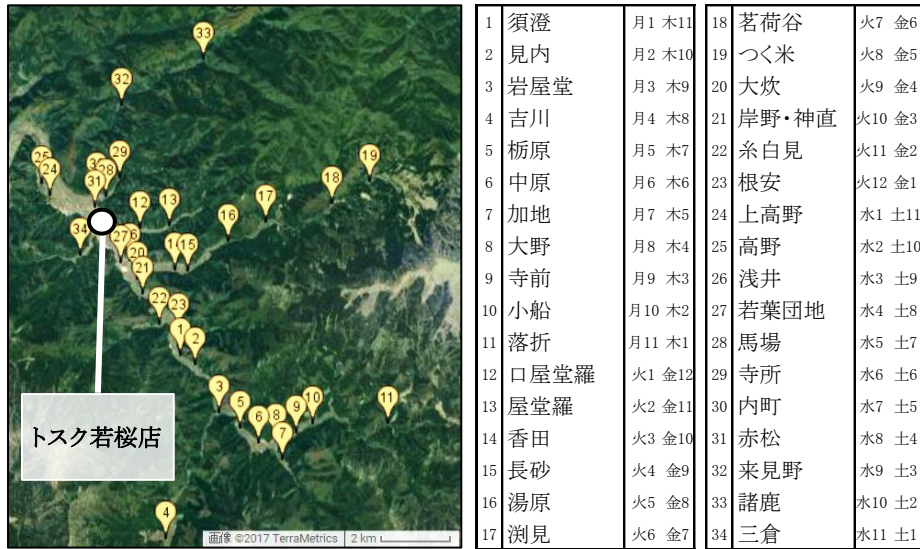 33
32
25
24
30
29
28
31
34
12
13
27
26
20
21
14
15
16
17
18
19
22
23
1
2
3
5
6
8
9
10
7
11
4
トスク若桜店
画像 ©2017 TerraMetrics 2 km
1 須澄 月1 木11
2 見内 月2 木10
3 岩屋堂 月3 木9
4 吉川 月4 木8
5 栃原 月5 木7
6 中原 月6 木6
7 加地 月7 木5
8 大野 月8 木4
9 寺前 月9 木3
10 小船 月10 木2
11 落折 月11 木1
12 口屋堂羅 火1 金12
13 屋堂羅 火2 金11
14 香田 火3 金10
15 長砂 火4 金9
16 湯原 火5 金8
17 渕見 火6 金7
18 茗荷谷 火7 金6
19 つく米 火8 金5
20 大炊 火9 金4
21 岸野・神直 火10 金3
22 糸白見 火11 金2
23 根安 火12 金1
24 上高野 水1 土11
25 高野 水2 土10
26 浅井 水3 土9
27 若葉団地 水4 土8
28 馬場 水5 土7
29 寺所 水6 土6
30 内町 水7 土5
31 赤松 水8 土4
32 来見野 水9 土3
33 諸鹿 水10 土2
34 三倉 水11 土1